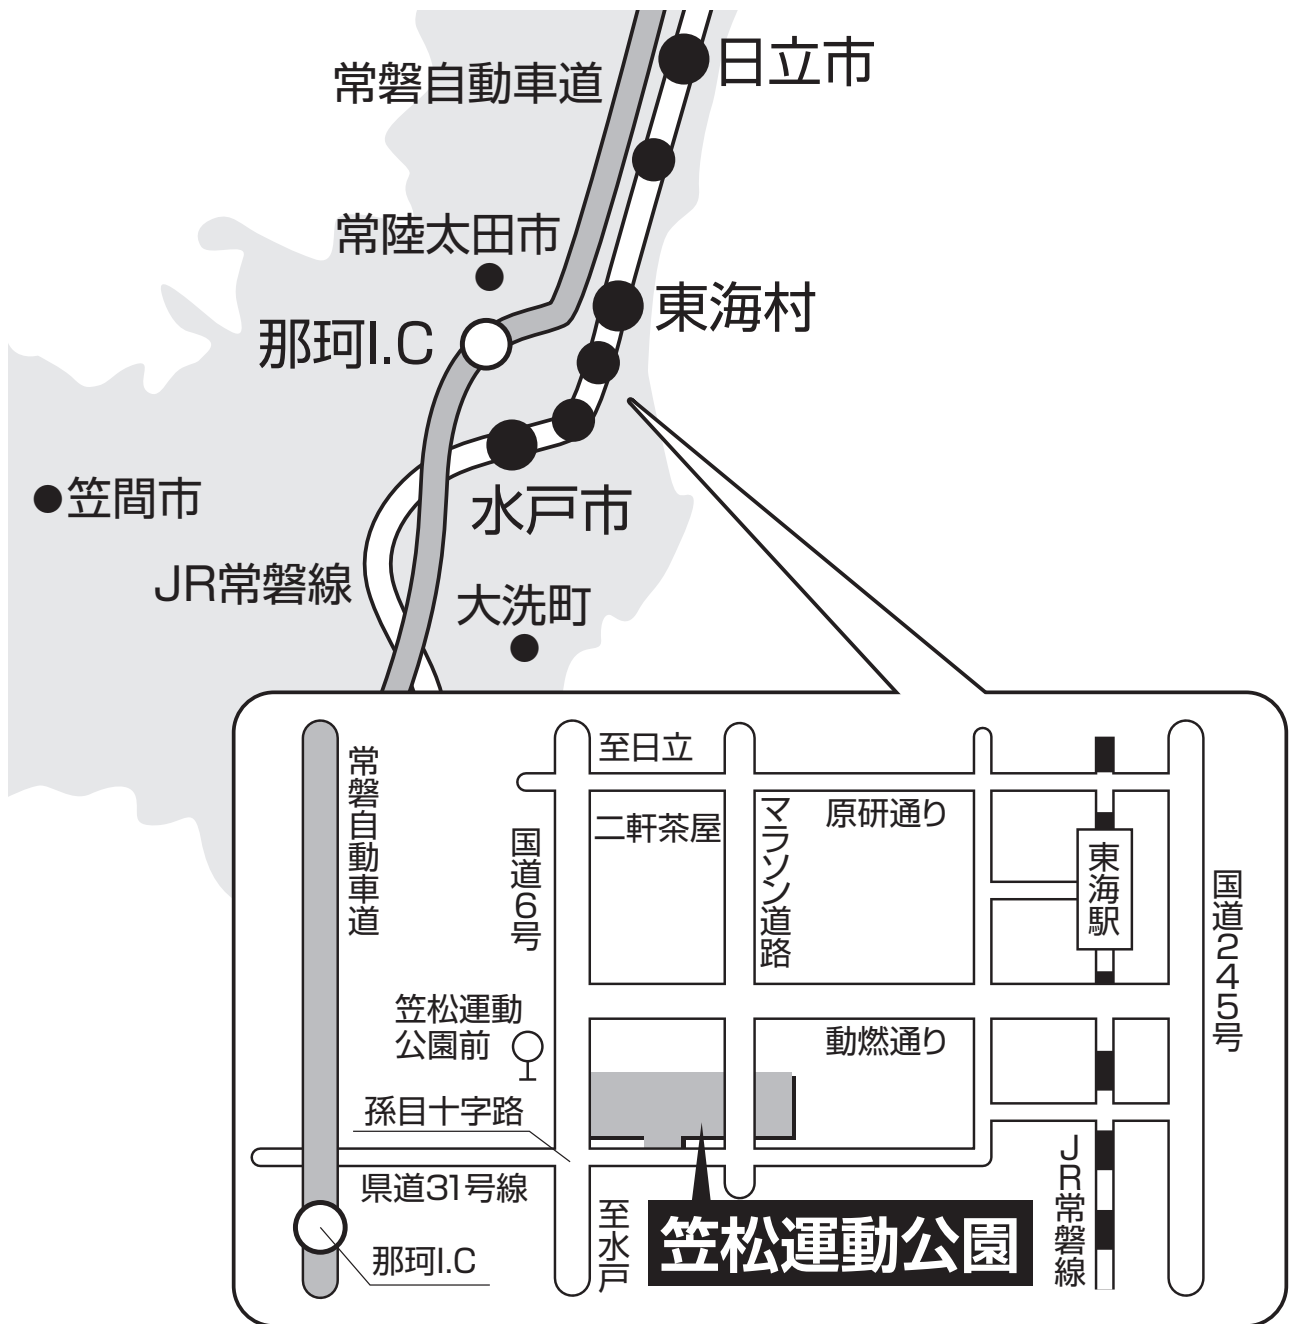 日立市
常磐自動車道
常陸太田市
東海村
那珂I.C
笠間市
水戸市
JR常磐線
大洗町
常磐自動車道
至日立
国道6号
二軒茶屋
マラソン道路
原研通り
東海駅
国道245号
笠松運動
公園前
動燃通り
孫目十字路
県道31号線
那珂I.C
至水戸
笠松運動公園
JR常磐線